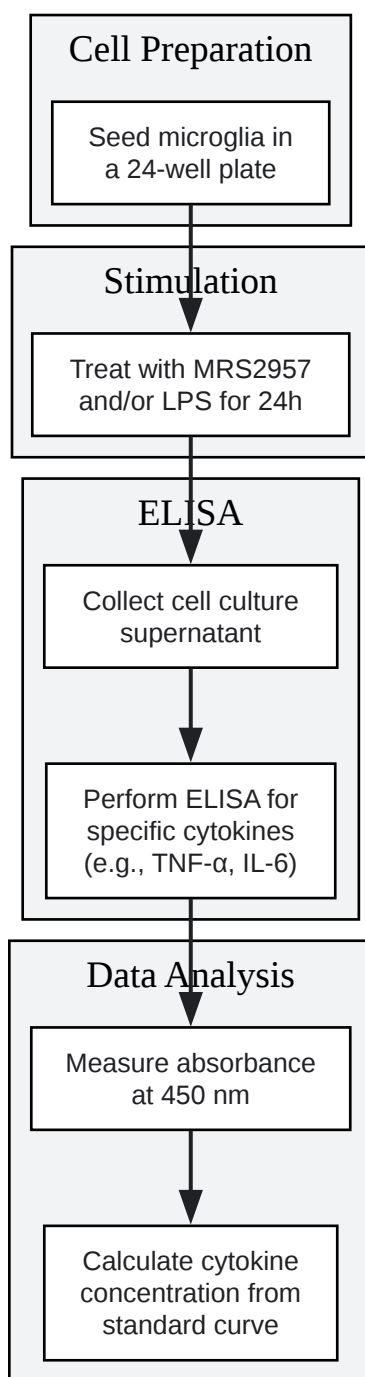 Cell Preparation
Seed microglia in
a 24-well plate
Stimulation
Treat with MRS2957
and/or LPS for 24h
ELISA
Collect cell culture
supernatant
Perform ELISA for
specific cytokines
(e.g., TNF-α, IL-6)
Data Analysis
Measure absorbance
at 450 nm
Calculate cytokine
concentration from
standard curve